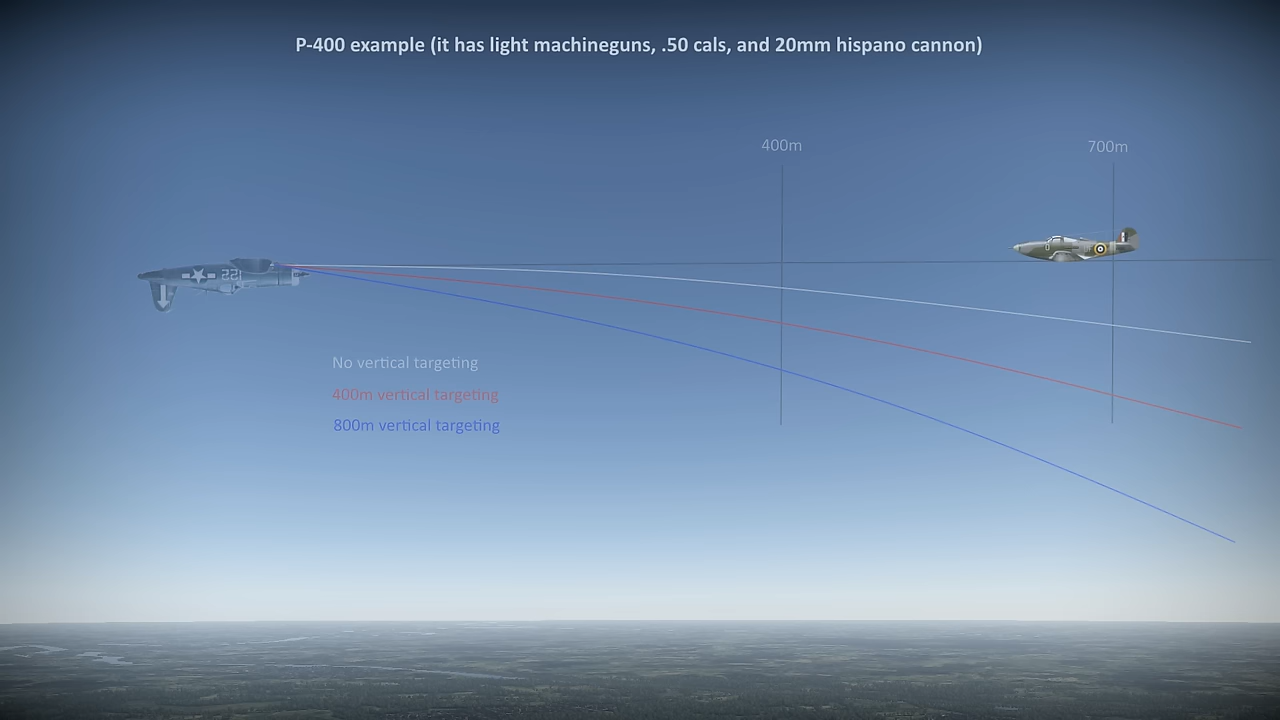 P-400 example (it has light machineguns, .50 cals, and 20mm hispano cannon)
400m
700m
No vertical targeting
400m vertical targeting
800m vertical targeting